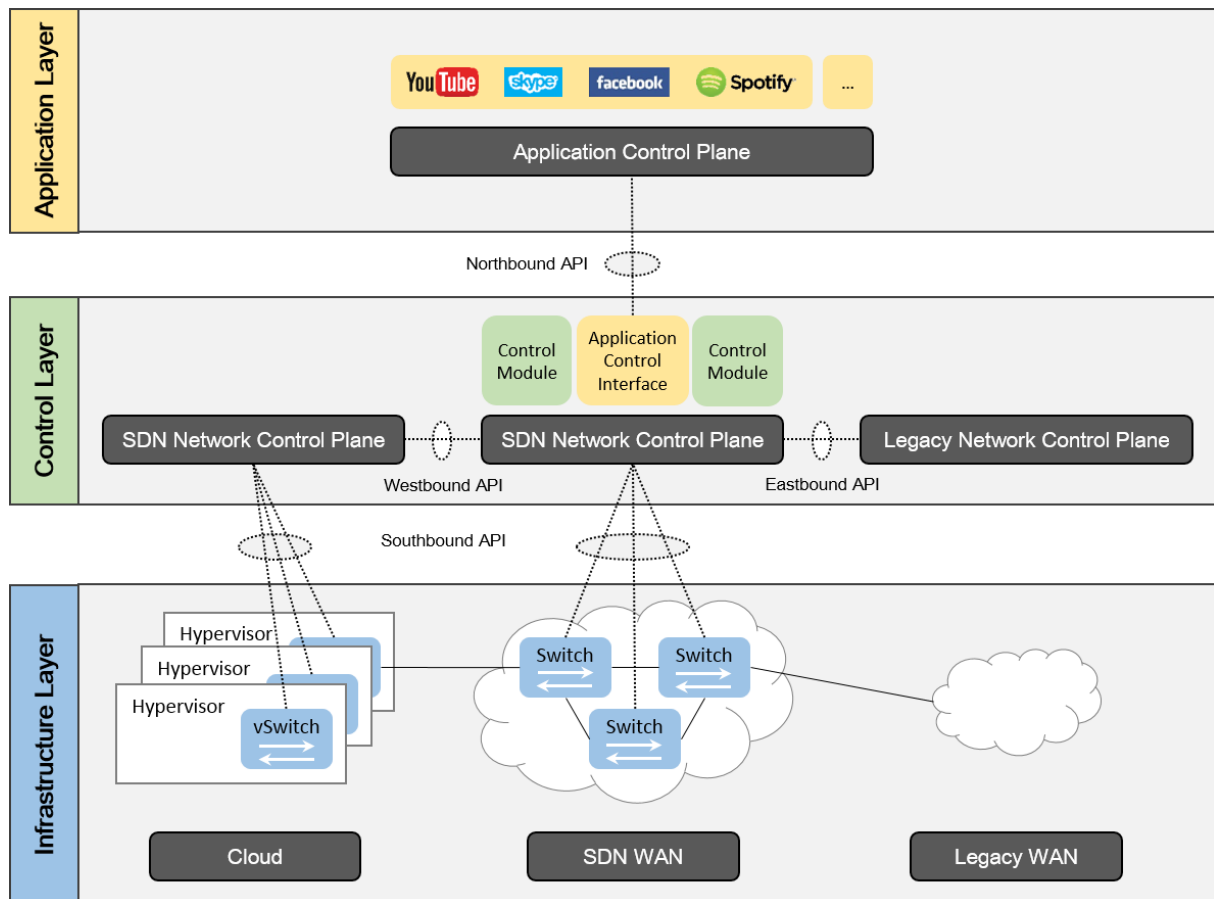 Application Layer
YouTube
skype
facebook
Spotify
...
Application Control Plane
Northbound API
Control Layer
Control
Module
Application
Control
Interface
Control
Module
SDN Network Control Plane
SDN Network Control Plane
Legacy Network Control Plane
Westbound API
Eastbound API
Southbound API
Infrastructure Layer
Hypervisor
Hypervisor
Hypervisor
vSwitch
Switch
Switch
Switch
Cloud
SDN WAN
Legacy WAN